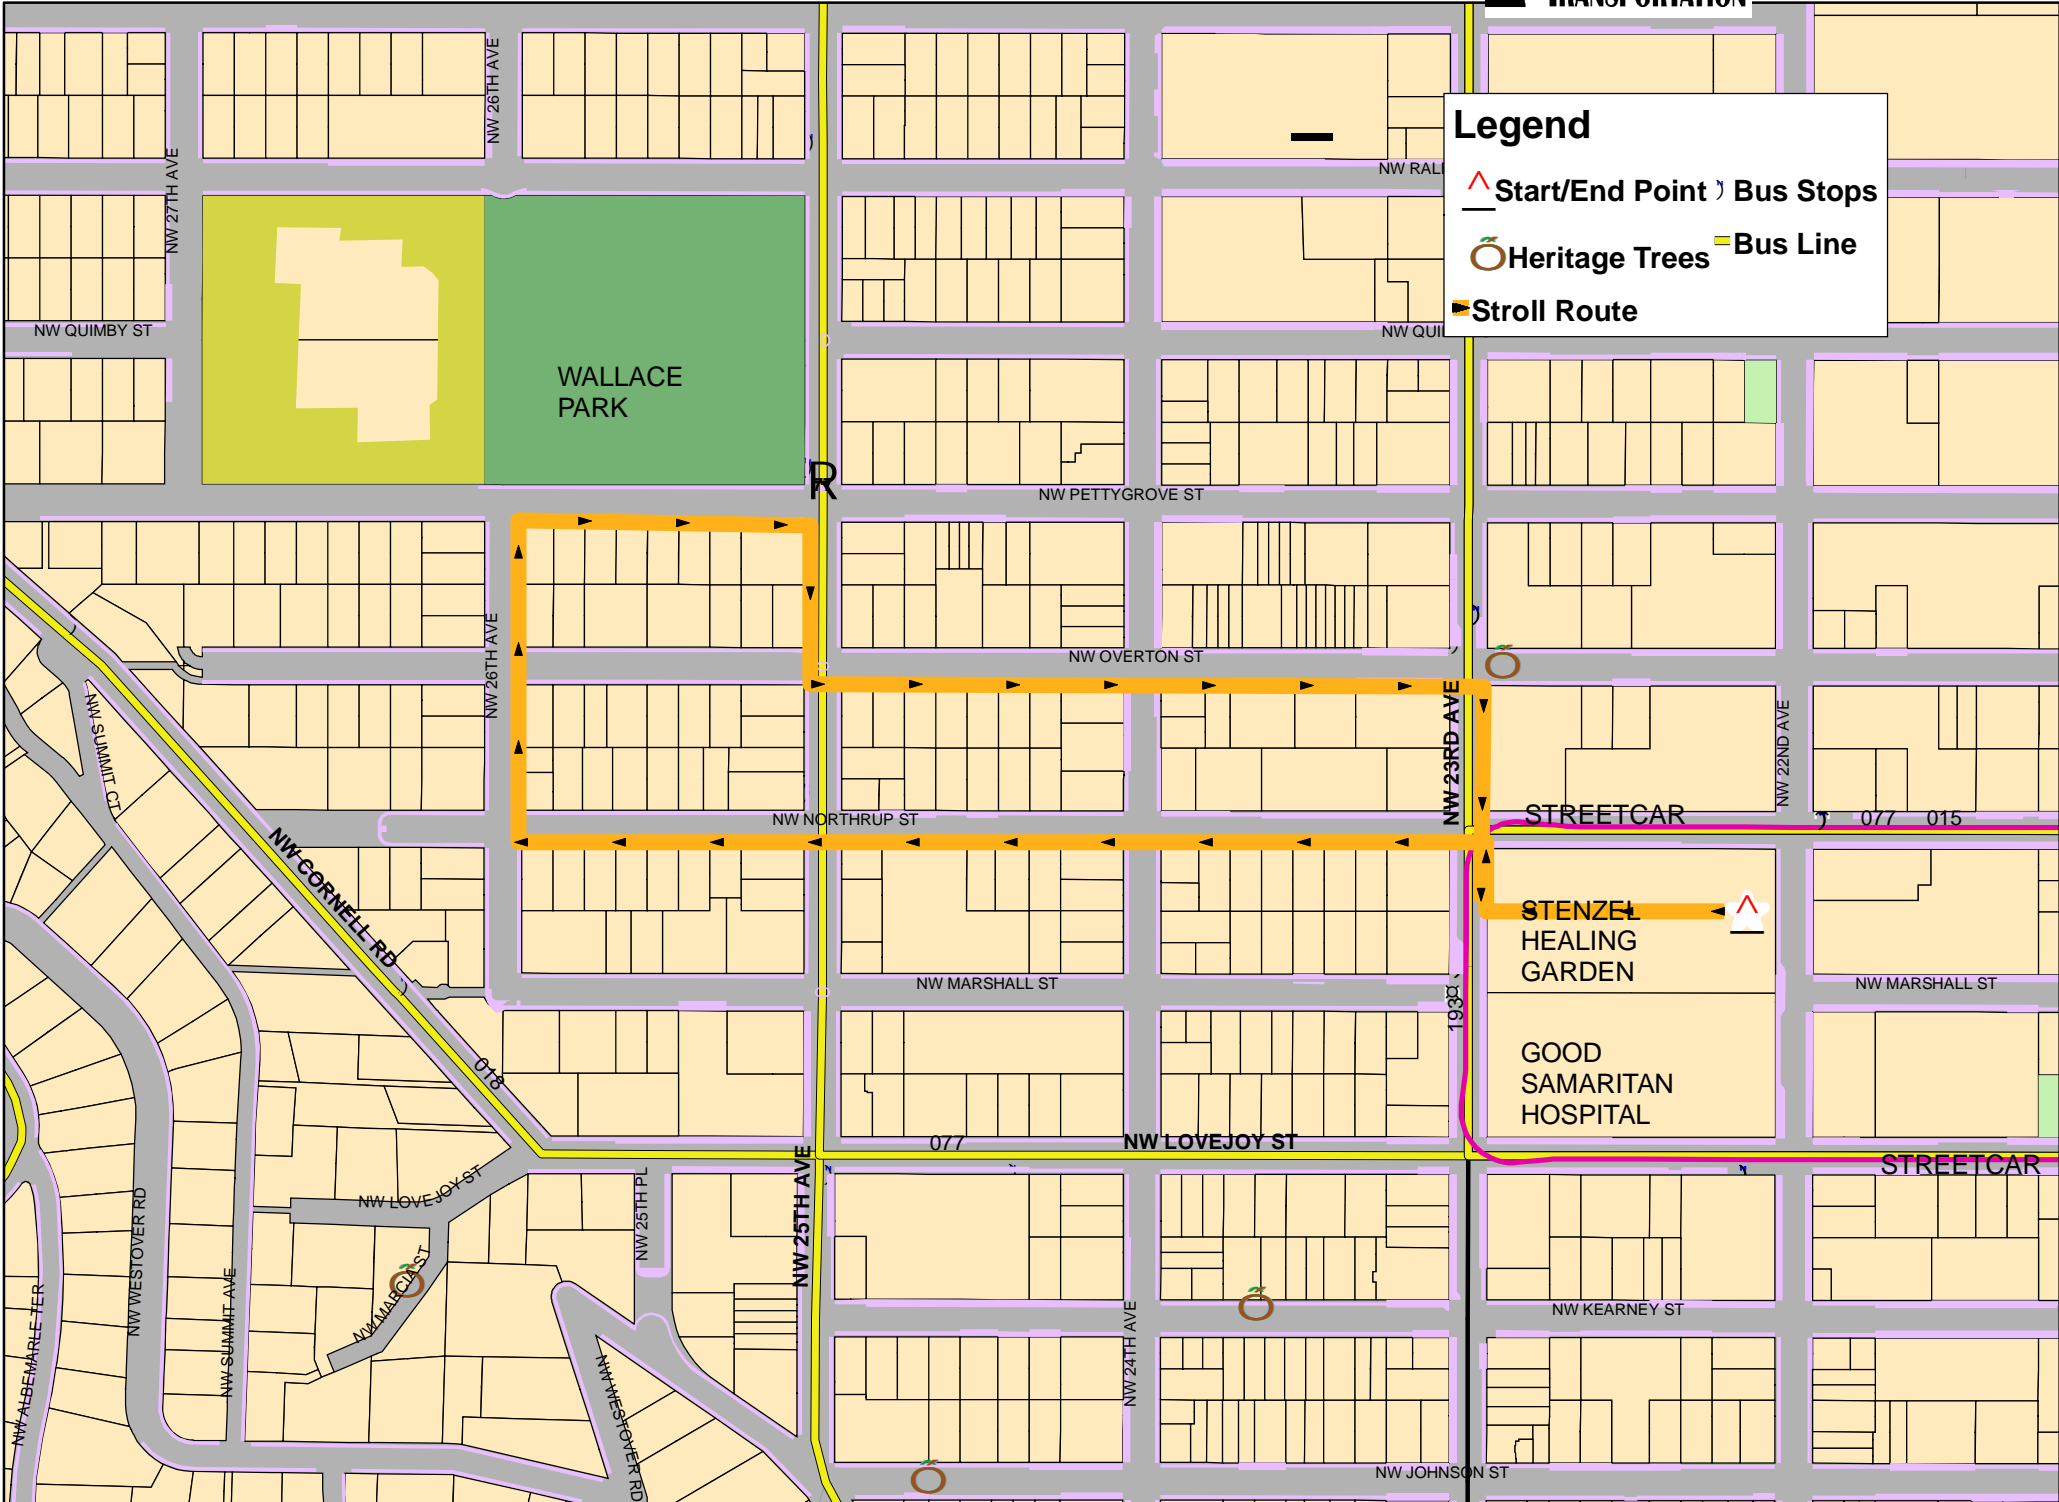 TRANSPORTATION
NW 26TH AVE
NW 27TH AVE
Legend
Start/End Point
Bus Stops
Heritage Trees
Bus Line
Stroll Route
NW RALE
NW QUIMBY ST
NW QUI
WALLACE
PARK
R
NW PETTYGROVE ST
NW 26TH AVE
NW OVERTON ST
NW SUMMIT CT
NW 23RD AVE
NW 22ND AVE
NW NORTHRUP ST
STREETCAR
077
015
NW CORNELL RD
STENZEL
HEALING
GARDEN
NW MARSHALL ST
NW MARSHALL ST
193
018
GOOD
SAMARITAN
HOSPITAL
077
NW LOVEJOY ST
STREETCAR
NW LOVEJOY ST
NW 25TH PL
NW 25TH AVE
NW WESTOVER RD
NW SUMMIT AVE
NW ALBEMARLE TER
NW MARCIA ST
NW KEARNEY ST
NW 24TH AVE
NW WESTOVER RD
NW JOHNSON ST